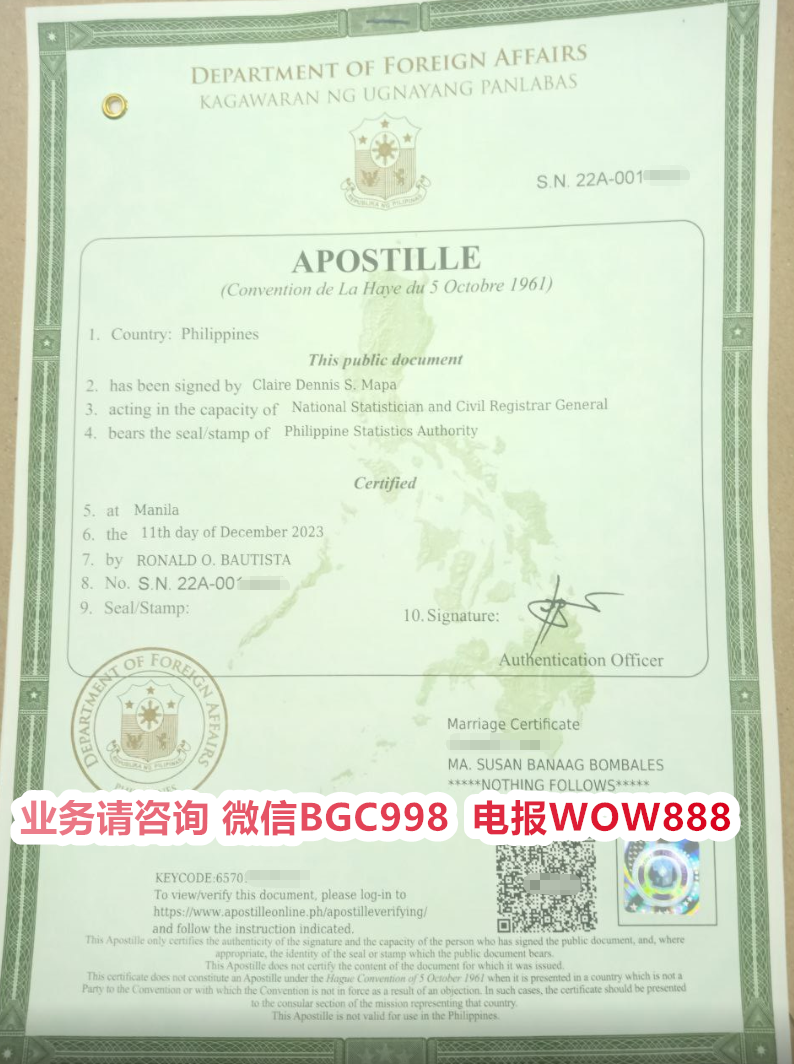 DEPARTMENT OF FOREIGN AFFAIRS
KAGAWARAN NG UGNAYANG PANLABAS
REPUBLIKA NG PILIPINAS
S.N. 22A-001
APOSTILLE
(Convention de La Haye du 5 Octobre 1961)
1. Country: Philippines
This public document
2. has been signed by Claire Dennis S. Mapa
3. acting in the capacity of National Statistician and Civil Registrar General
4. bears the seal/stamp of Philippine Statistics Authority
Certified
5. at Manila
6. the 11th day of December 2023
7. by RONALD O. BAUTISTA
8. No. S.N. 22A-001
9. Seal/Stamp:
10. Signature:
Authentication Officer
DEPARTMENT OF FOREIGN AFFAIRS
REPUBLIKA NG PILIPINAS
Marriage Certificate
MA. SUSAN BANAAG BOMBALES
*****NOTHING FOLLOWS*****
业务请咨询 微信BGC998 电报WOW888
KEYCODE:6570
To view/verify this document, please log-in to
https://www.apostilleonline.ph/apostilleverifying/
and follow the instruction indicated.
This Apostille only certifies the authenticity of the signature and the capacity of the person who has signed the public document, and, where
appropriate, the identity of the seal or stamp which the public document bears.
This Apostille does not certify the content of the document for which it was issued.
This certificate does not constitute an Apostille under the Hague Convention of 5 October 1961 when it is presented in a country which is not a
Party to the Convention or with which the Convention is not in force as a result of an objection. In such cases, the certificate should be presented
to the consular section of the mission representing that country.
This Apostille is not valid for use in the Philippines.